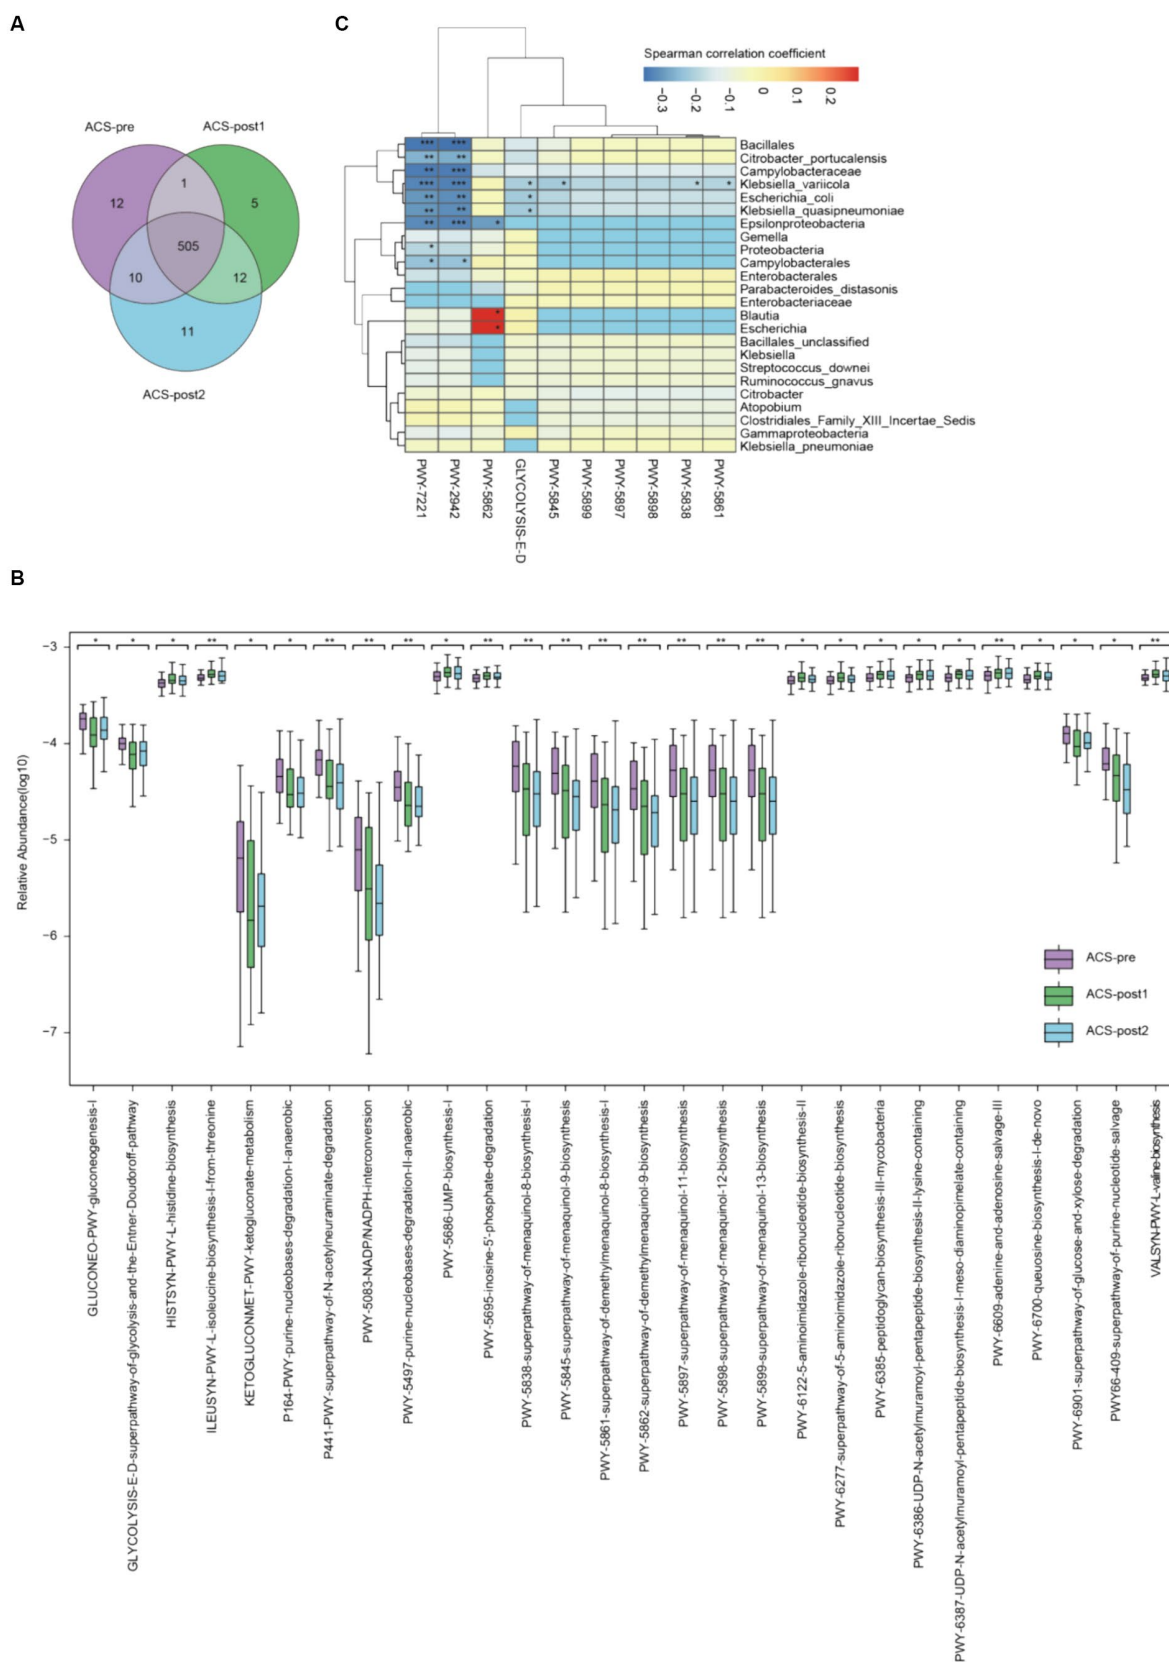 A
ACS-pre
ACS-post1
12
1
5
505
10
12
11
ACS-post2
C
Spearman correlation coefficient
−0.3
−0.2
−0.1
0
0.1
0.2
*** *** Bacillales
** ** Citrobacter_portucalensis
** *** Campylobacteraceae
*** *** * * * * Klebsiella_variicola
** ** * Escherichia_coli
** ** * Klebsiella_quasipneumoniae
** *** * Epsilonproteobacteria
Gemella
* Proteobacteria
* * Campylobacterales
Enterobacterales
Parabacteroides_distasonis
Enterobacteriaceae
* Blautia
* Escherichia
Bacillales_unclassified
Klebsiella
Streptococcus_downei
Ruminococcus_gnavus
Citrobacter
Atopobium
Clostridiales_Family_XIII_Incertae_Sedis
Gammaproteobacteria
Klebsiella_pneumoniae
PWY-7221
PWY-2942
PWY-5862
GLYCOLYSIS-E-D
PWY-5845
PWY-5899
PWY-5897
PWY-5898
PWY-5838
PWY-5861
B
Relative Abundance(log10)
−3
−4
−5
−6
−7
* * * ** * * ** ** ** * ** ** ** ** ** ** ** ** * * * * * ** * * * **
ACS-pre
ACS-post1
ACS-post2
GLUCONEO-PWY-gluconeogenesis-I
GLYCOLYSIS-E-D-superpathway-of-glycolysis-and-the-Entner-Doudoroff-pathway
HISTSYN-PWY-L-histidine-biosynthesis
ILEUSYN-PWY-L-isoleucine-biosynthesis-I-from-threonine
KETOGLUCONMET-PWY-ketogluconate-metabolism
P164-PWY-purine-nucleobases-degradation-I-anaerobic
P441-PWY-superpathway-of-N-acetylneuraminate-degradation
PWY-5083-NADP/NADPH-interconversion
PWY-5497-purine-nucleobases-degradation-II-anaerobic
PWY-5686-UMP-biosynthesis-I
PWY-5695-inosine-5'-phosphate-degradation
PWY-5838-superpathway-of-menaquinol-8-biosynthesis-I
PWY-5845-superpathway-of-menaquinol-9-biosynthesis
PWY-5861-superpathway-of-demethylmenaquinol-8-biosynthesis-I
PWY-5862-superpathway-of-demethylmenaquinol-9-biosynthesis
PWY-5897-superpathway-of-menaquinol-11-biosynthesis
PWY-5898-superpathway-of-menaquinol-12-biosynthesis
PWY-5899-superpathway-of-menaquinol-13-biosynthesis
PWY-6122-5-aminoimidazole-ribonucleotide-biosynthesis-II
PWY-6277-superpathway-of-5-aminoimidazole-ribonucleotide-biosynthesis
PWY-6385-peptidoglycan-biosynthesis-III-mycobacteria
PWY-6386-UDP-N-acetylmuramoyl-pentapeptide-biosynthesis-II-lysine-containing
PWY-6387-UDP-N-acetylmuramoyl-pentapeptide-biosynthesis-I-meso-diaminopimelate-containing
PWY-6609-adenine-and-adenosine-salvage-III
PWY-6700-queuosine-biosynthesis-I-de-novo
PWY-6901-superpathway-of-glucose-and-xylose-degradation
PWY66-409-superpathway-of-purine-nucleotide-salvage
VALSYN-PWY-L-valine-biosynthesis